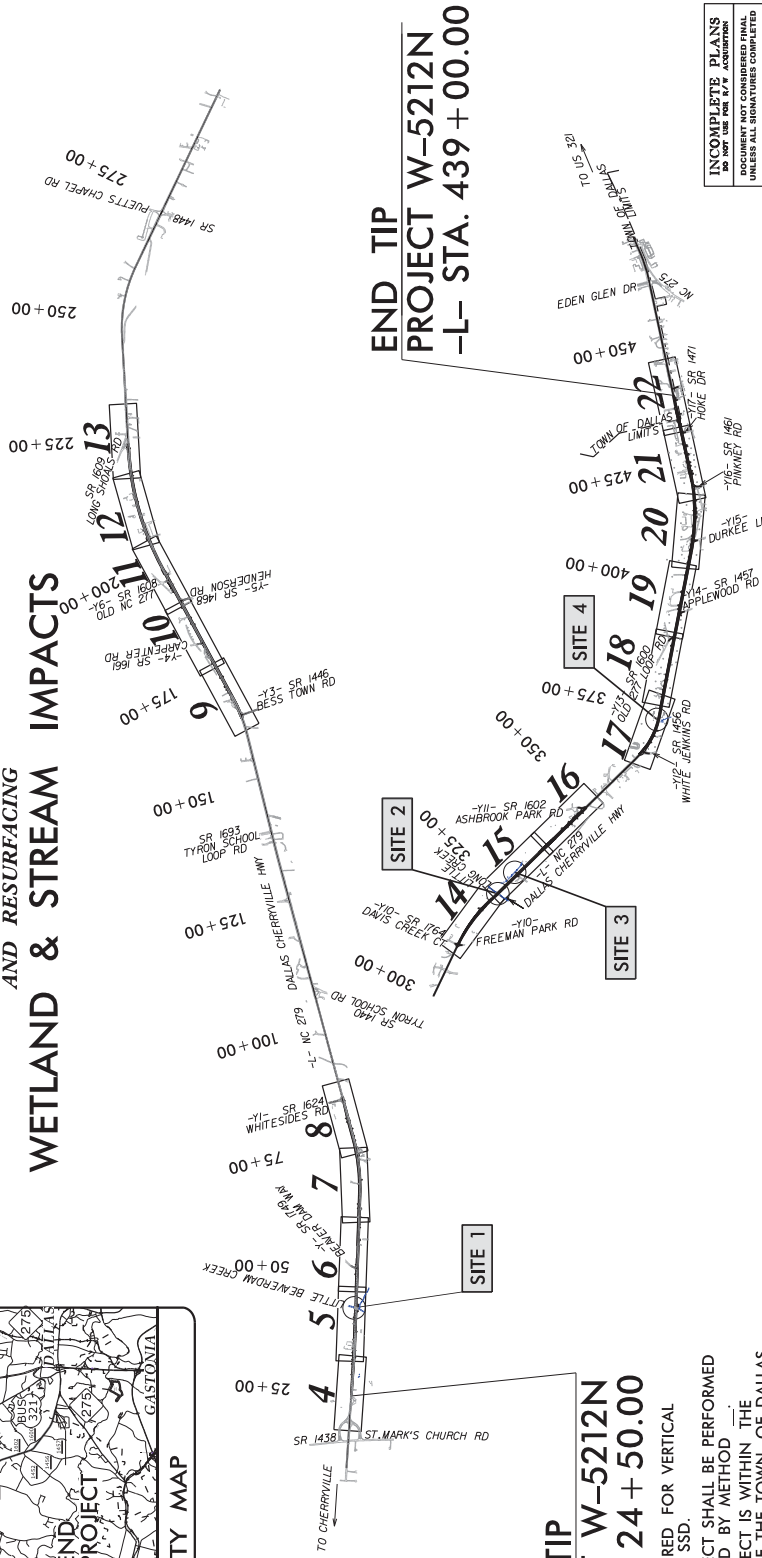 AND RESURFACING
WETLAND & STREAM IMPACTS
INCOMPLETE PLANS
DO NOT USE FOR R/W ACQUISITION
DOCUMENT NOT CONSIDERED FINAL
UNLESS ALL SIGNATURES COMPLETED
END TIP
PROJECT W-5212N
-L- STA. 439+00.00
275+00
SR 1448
PUETTS CHAPEL RD
250+00
225+00
13
SR 1609
LONG SHOALS RD
12
11
200+00
-Y6- SR 1608
OLD NC 277
-Y5-
SR 1468
HENDERSON RD
10
-Y4- SR 1661
CARPENTER RD
175+00
9
-Y3- SR 1446
BESS TOWN RD
150+00
SR 1693
TYRON SCHOOL
LOOP RD
125+00
-L- NC 279 DALLAS CHERRYVILLE HWY
100+00
-Y1- SR 1624
WHITESIDES RD
8
75+00
7
-Y- SR 1749
BEAVER DAM WAY
6
50+00
LITTLE BEAVERDAM CREEK
5
SITE 1
25+00
4
SR 1438
ST.MARK'S CHURCH RD
TO CHERRYVILLE
TO US 321
TOWN OF DALLAS
LIMITS
NC 275
EDEN GLEN DR
450+00
22
-Y17- SR 1471
HOKE DR
TOWN OF DALLAS
LIMITS
21
425+00
-Y16- SR 1461
PINKNEY RD
20
-Y15-
DURKEE
400+00
19
-Y14- SR 1457
APPLEWOOD RD
SITE 4
18
-Y13- SR 1600
OLD 277 LOOP RD
375+00
17
-Y12- SR 1456
WHITE JENKINS RD
350+00
16
-Y11- SR 1602
ASHBROOK PARK RD
SITE 2
325+00
LITTLE
LONG CREEK
15
-L- NC 279
DALLAS CHERRYVILLE HWY
14
SITE 3
-Y10- SR 1764
DAVIS CREEK CT
-Y10-
FREEMAN PARK RD
300+00
SR 1440
TYRON SCHOOL RD
275
DALLAS
BUS
321
275
GASTONIA
END
PROJECT
TY MAP
TIP
W-5212N
24+50.00
RED FOR VERTICAL
SSD.
CT SHALL BE PERFORMED
D BY METHOD __.
ECT IS WITHIN THE
THE TOWN OF DALLAS